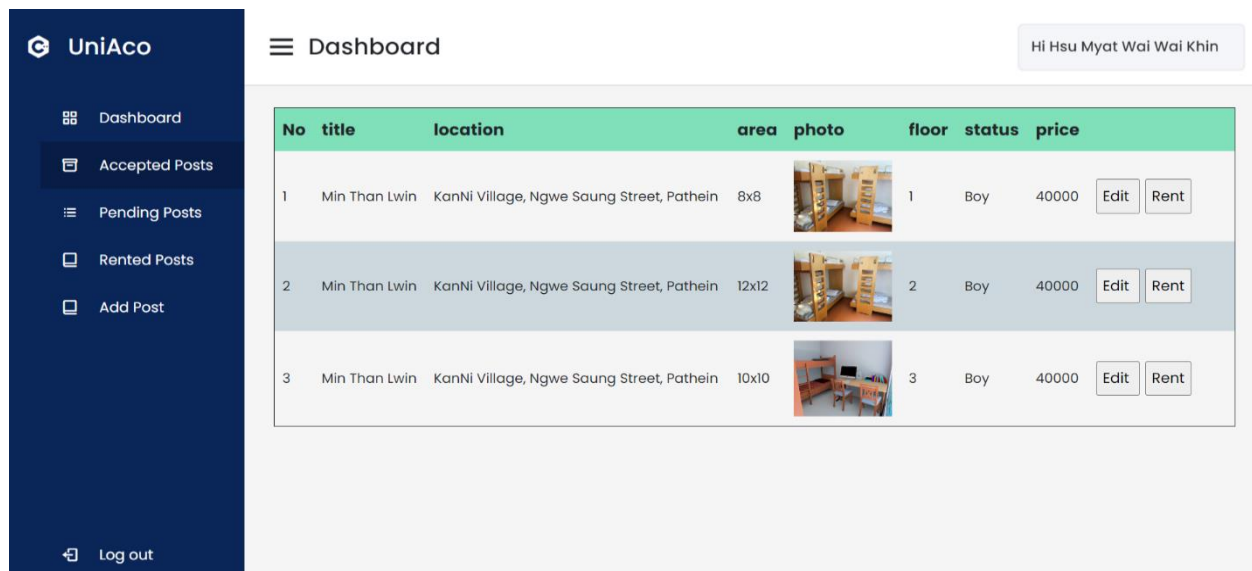 UniAco
Dashboard
Hi Hsu Myat Wai Wai Khin
Dashboard
Accepted Posts
Pending Posts
Rented Posts
Add Post
Log out
No title location area photo floor status price
1 Min Than Lwin KanNi Village, Ngwe Saung Street, Pathein 8x8 1 Boy 40000 Edit Rent
2 Min Than Lwin KanNi Village, Ngwe Saung Street, Pathein 12x12 2 Boy 40000 Edit Rent
3 Min Than Lwin KanNi Village, Ngwe Saung Street, Pathein 10x10 3 Boy 40000 Edit Rent